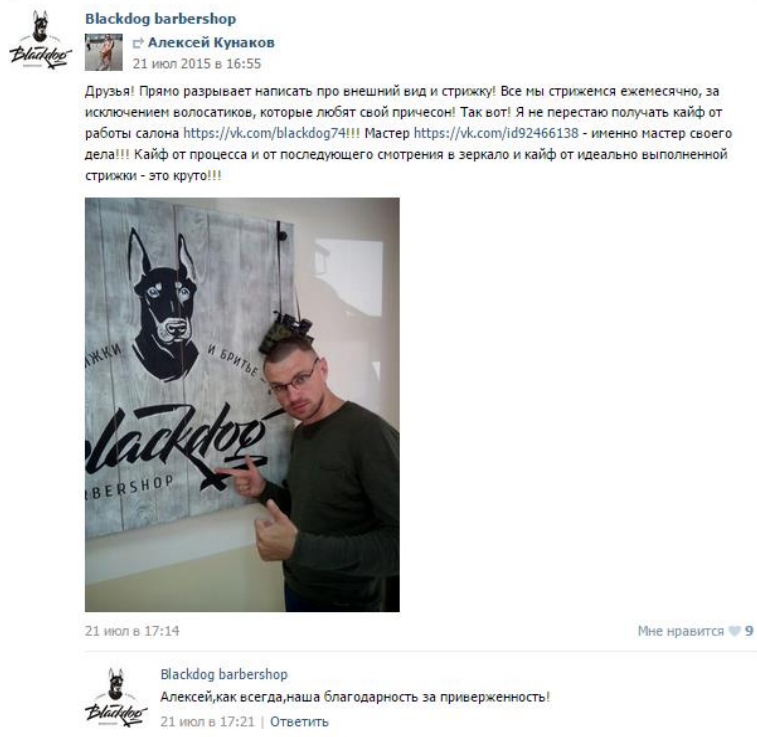 Blackdog
Blackdog barbershop
Алексей Кунаков
21 июл 2015 в 16:55
Друзья! Прямо разрывает написать про внешний вид и стрижку! Все мы стрижемся ежемесячно, за
исключением волосатиков, которые любят свой причесон! Так вот! Я не перестаю получать кайф от
работы салона https://vk.com/blackdog74!!! Мастер https://vk.com/id92466138 - именно мастер своего
дела!!! Кайф от процесса и от последующего смотрения в зеркало и кайф от идеально выполненной
стрижки - это круто!!!
ИЖКИ И БРИТЬЕ
Blackdog
RBERSHOP
21 июл в 17:14
Мне нравится 9
Blackdog
Blackdog barbershop
Алексей,как всегда,наша благодарность за приверженность!
21 июл в 17:21 | Ответить